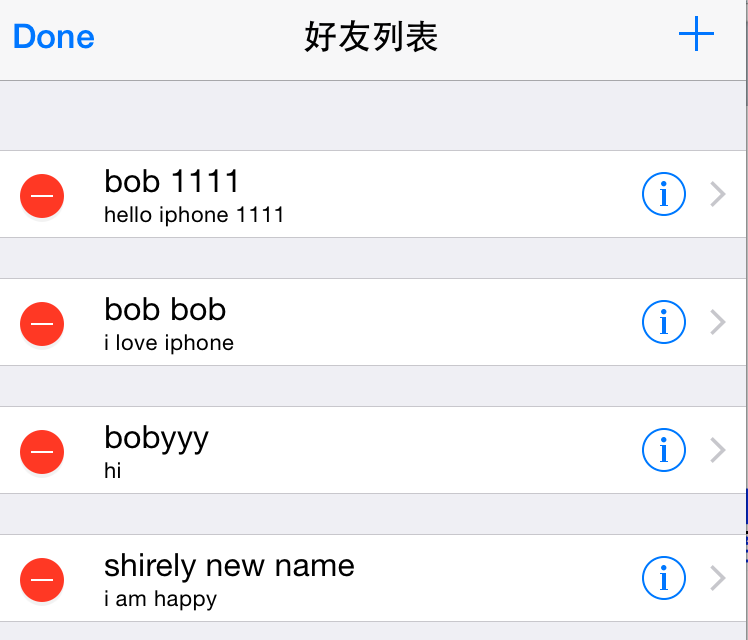 Done 好友列表 +
bob 1111
hello iphone 1111
bob bob
i love iphone
bobyyy
hi
shirely new name
i am happy